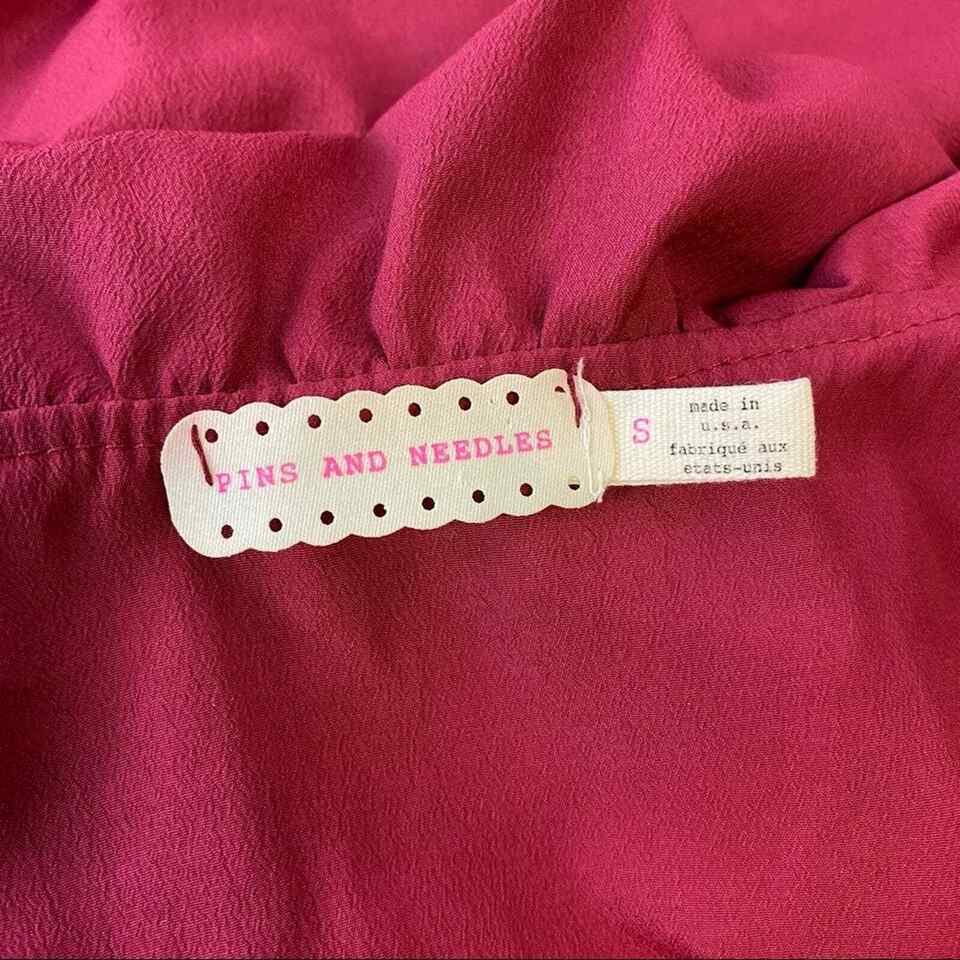 PINS AND NEEDLES
S
made in
u.s.a.
fabriqué aux
etats-unis